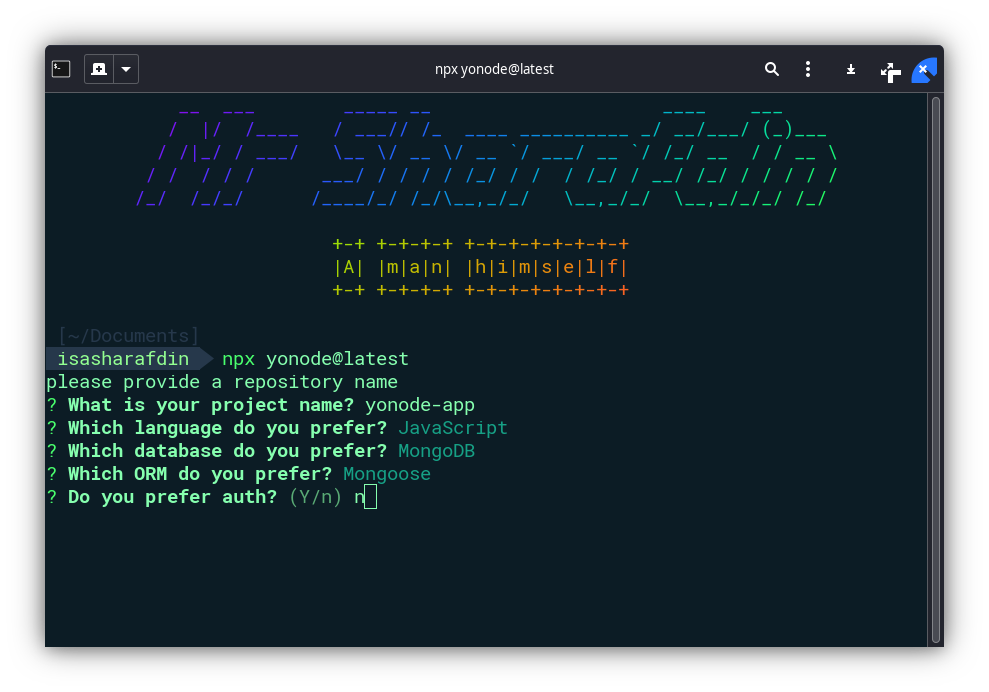 npx yonode@latest
Mr Sharafdin
|A| |m|a|n| |h|i|m|s|e|l|f|
[~/Documents]
isasharafdin npx yonode@latest
please provide a repository name
? What is your project name? yonode-app
? Which language do you prefer? JavaScript
? Which database do you prefer? MongoDB
? Which ORM do you prefer? Mongoose
? Do you prefer auth? (Y/n) n